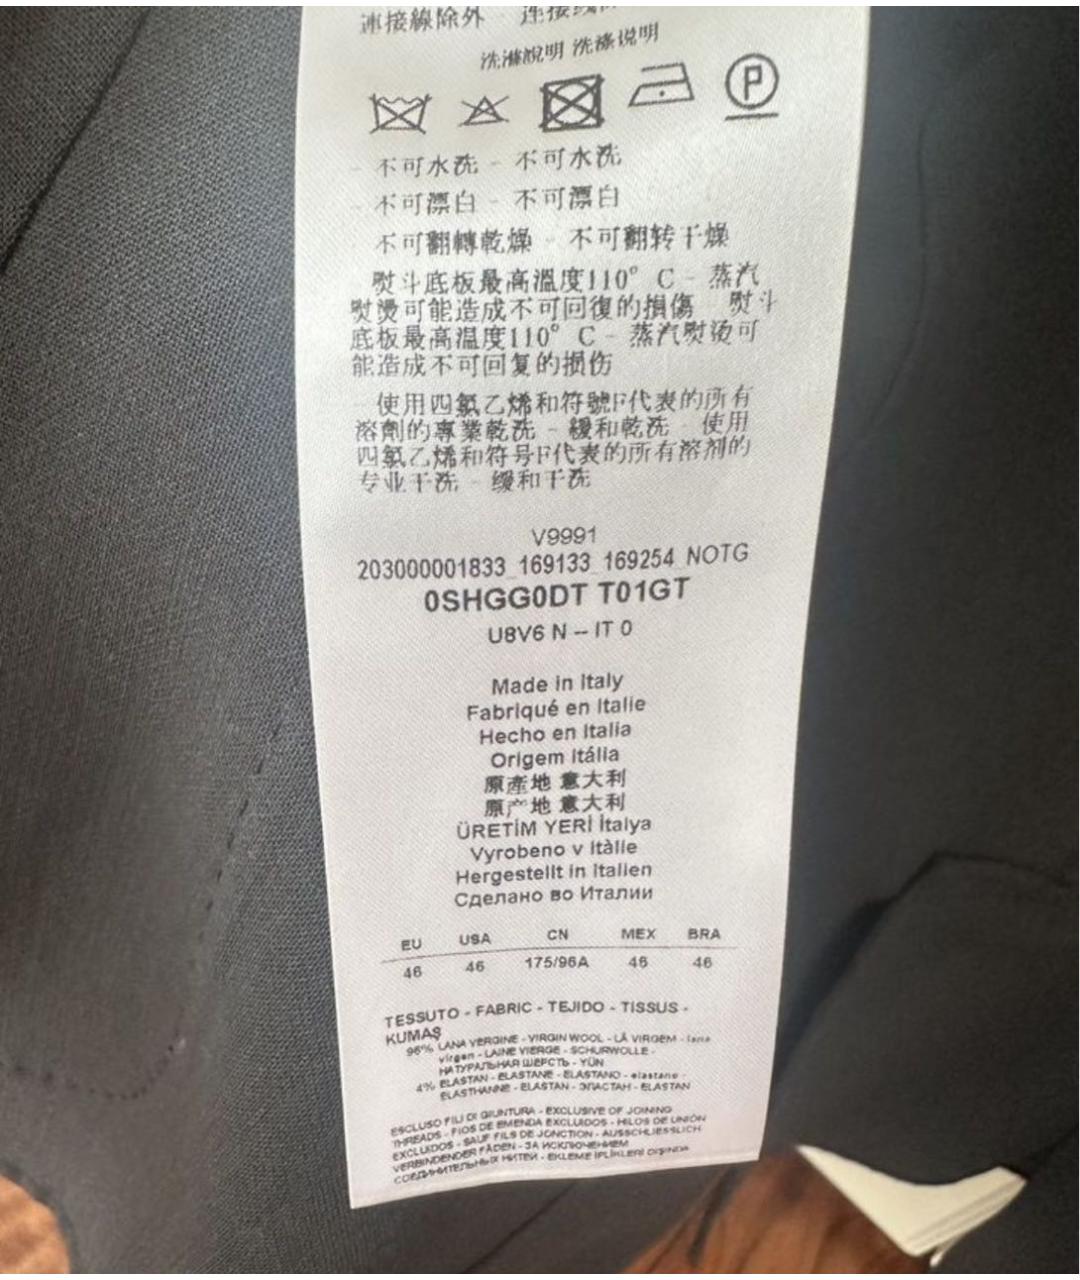 連接線除外
洗滌說明 洗涤说明
P
- 不可水洗 - 不可水洗
- 不可漂白 - 不可漂白
不可翻轉乾燥 - 不可翻转干燥
熨斗底板最高溫度110° C - 蒸汽
熨燙可能造成不可回復的損傷 熨斗
底板最高温度110° C - 蒸汽熨烫可
能造成不可回复的损伤
- 使用四氯乙烯和符號F代表的所有
溶劑的專業乾洗 - 緩和乾洗 - 使用
四氯乙烯和符号F代表的所有溶剂的
专业干洗 - 缓和干洗
V9991
203000001833_169133_169254_NOTG
0SHGG0DT T01GT
U8V6 N -- IT 0
Made in Italy
Fabriqué en Italie
Hecho en Italia
Origem Itália
原產地 意大利
原产地 意大利
ÜRETİM YERİ İtalya
Vyrobeno v Itàlie
Hergestellt in Italien
Сделано во Италии
EU USA CN MEX BRA
46 46 175/96A 46 46
TESSUTO - FABRIC - TEJIDO - TISSUS -
KUMAŞ
96% LANA VERGINE - VIRGIN WOOL - LÃ VIRGEM - lana
virgen - LAINE VIERGE - SCHURWOLLE -
НАТУРАЛЬНАЯ ШЕРСТЬ - YÜN
4% ELASTAN - ELASTANE - ELASTANO - elastano -
ELASTHANNE - ELASTAN - ЭЛАСТАН - ELASTAN
ESCLUSO FILI DI GIUNTURA - EXCLUSIVE OF JOINING
THREADS - FIOS DE EMENDA EXCLUIDOS - HILOS DE UNIÓN
EXCLUIDOS - SAUF FILS DE JONCTION - AUSSCHLIESSLICH
VERBINDENDER FÄDEN - ЗА ИСКЛЮЧЕНИЕМ
СОЕДИНИТЕЛЬНЫХ НИТЕЙ - EKLEME İPLİKLERİ DIŞINDA